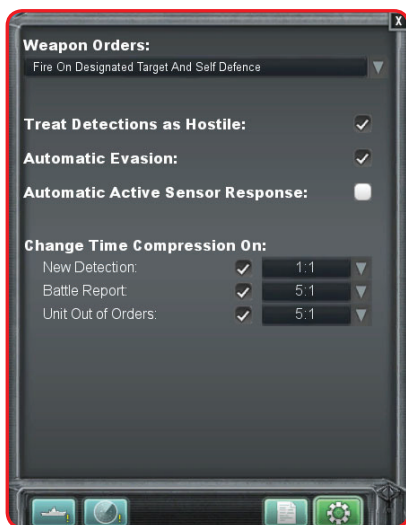 X
Weapon Orders:
Fire On Designated Target And Self Defence
Treat Detections as Hostile:
Automatic Evasion:
Automatic Active Sensor Response:
Change Time Compression On:
New Detection: 1:1
Battle Report: 5:1
Unit Out of Orders: 5:1